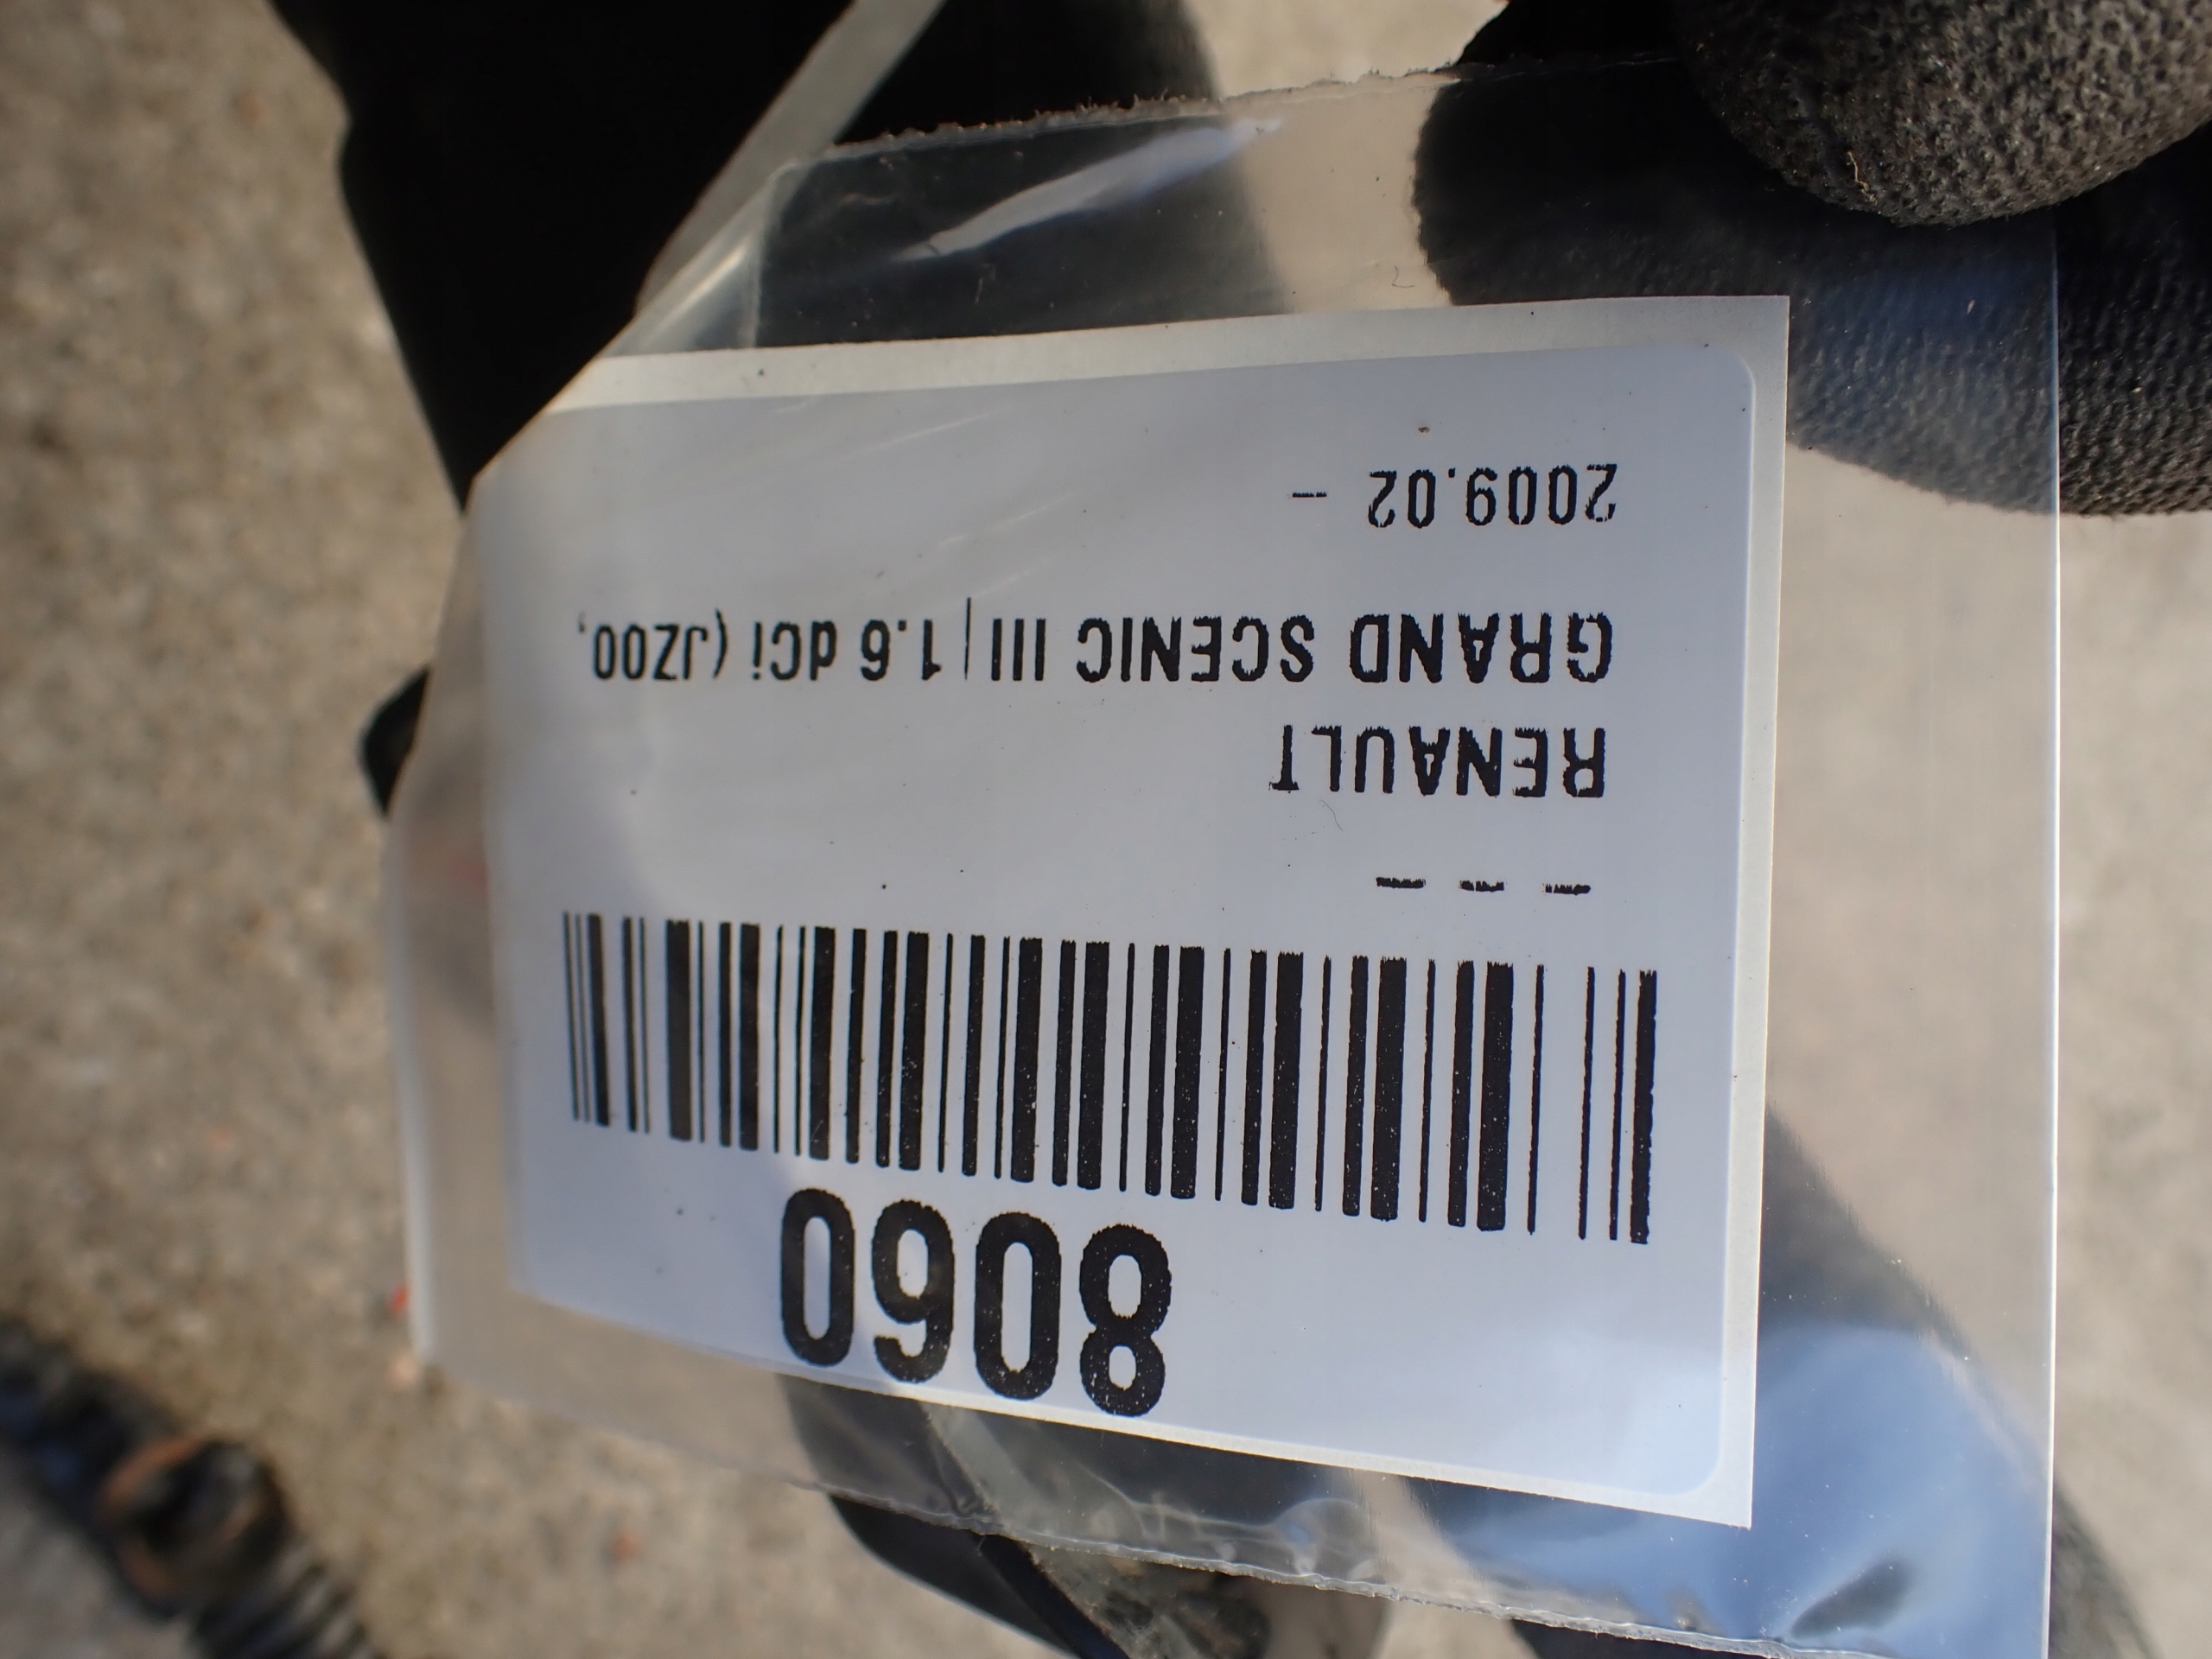 8060
- - -
RENAULT
GRAND SCENIC III | 1.6 dCi (JZ00,
2009.02 -